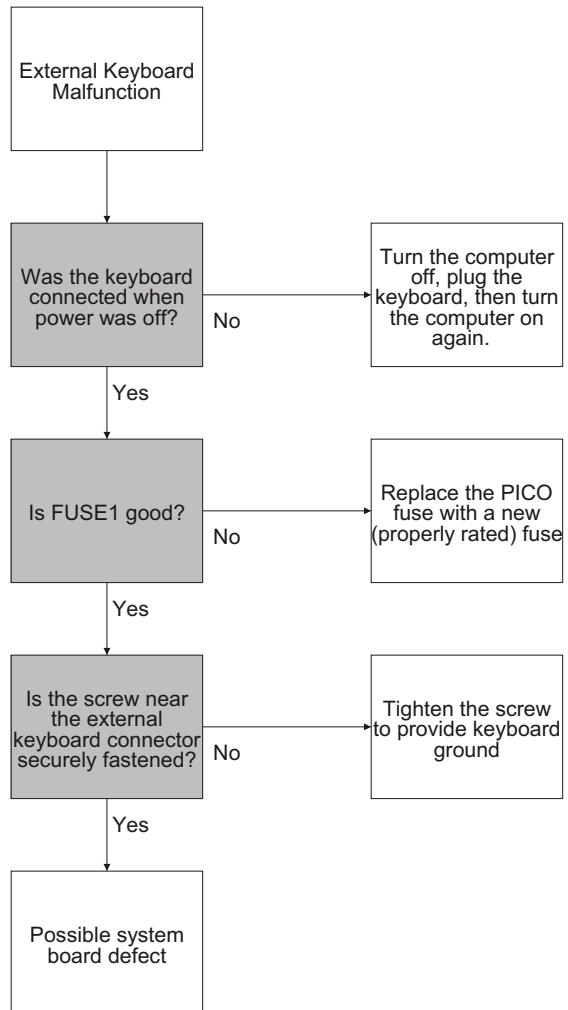 External Keyboard
Malfunction
Was the keyboard
connected when
power was off?
No
Turn the computer
off, plug the
keyboard, then turn
the computer on
again.
Yes
Is FUSE1 good?
No
Replace the PICO
fuse with a new
(properly rated) fuse
Yes
Is the screw near
the external
keyboard connector
securely fastened?
No
Tighten the screw
to provide keyboard
ground
Yes
Possible system
board defect